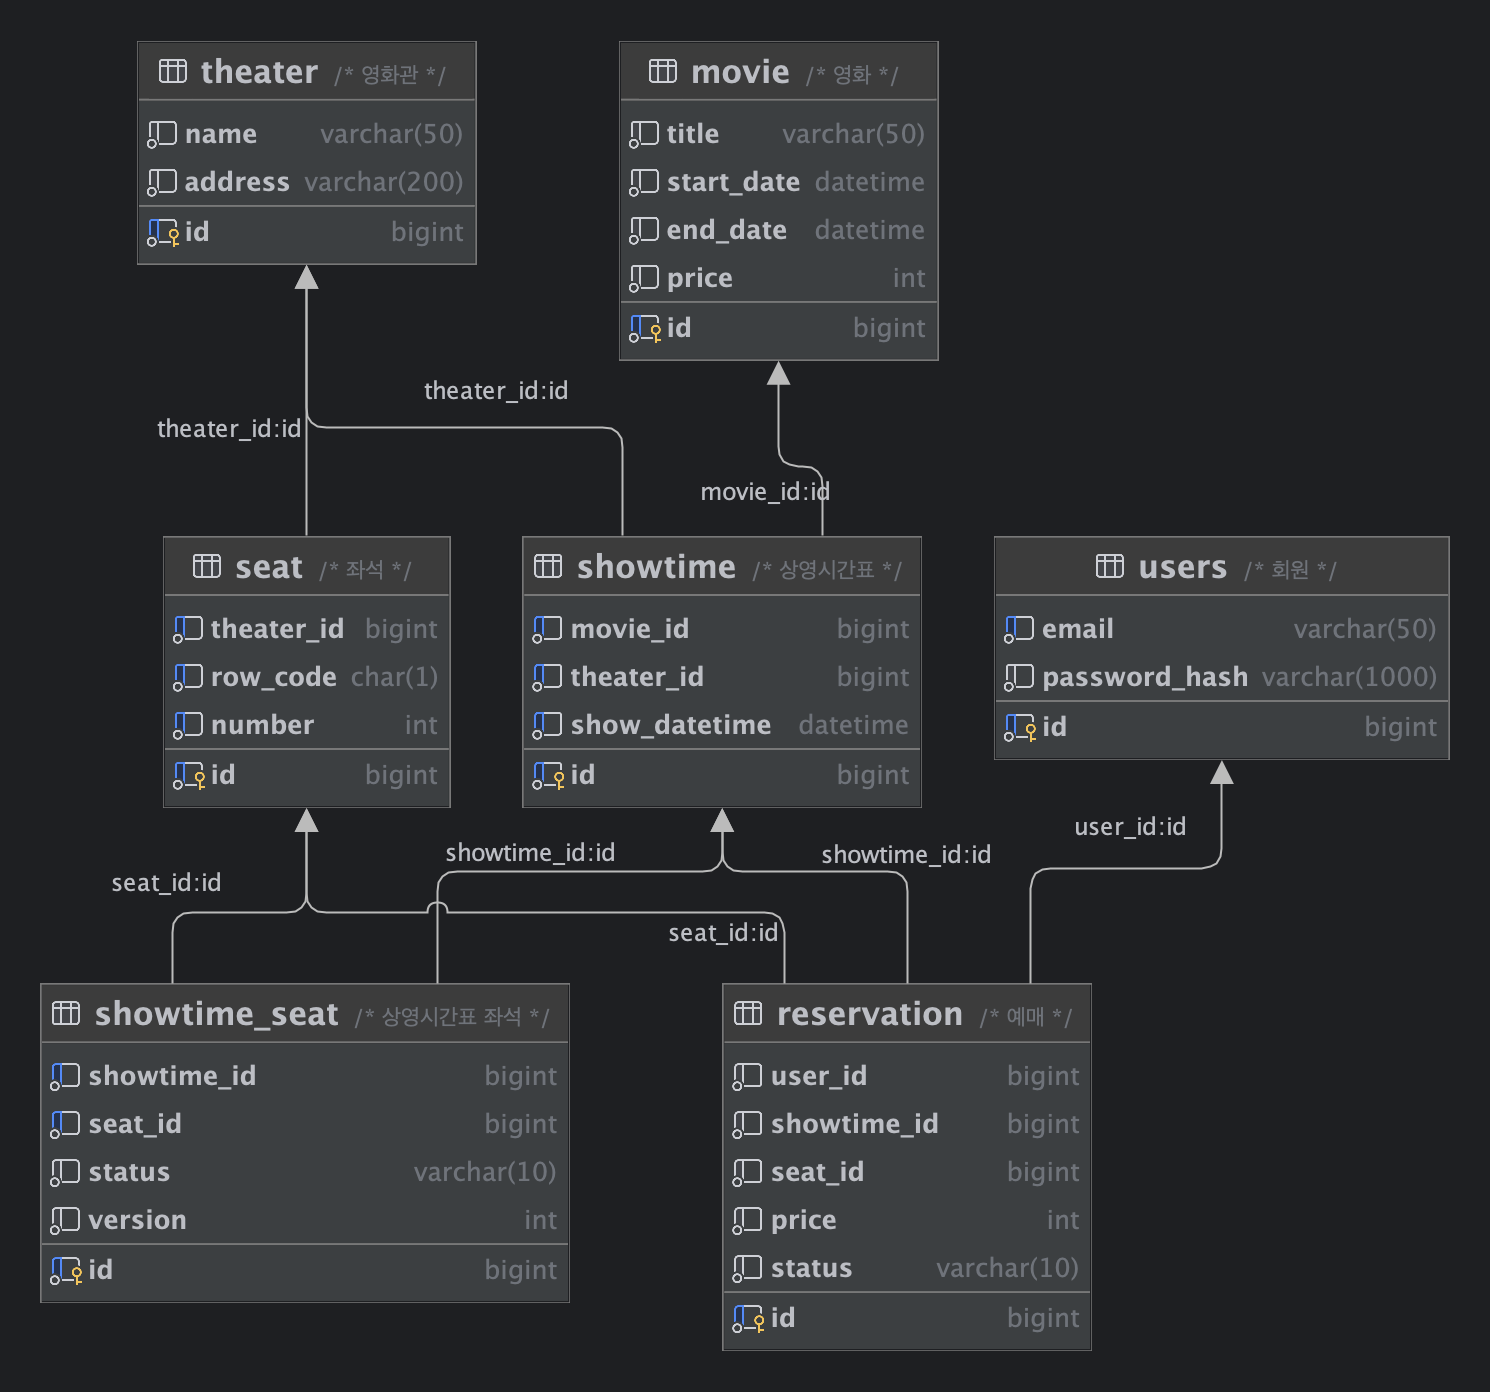 theater /* 영화관 */
name varchar(50)
address varchar(200)
id bigint
movie /* 영화 */
title varchar(50)
start_date datetime
end_date datetime
price int
id bigint
theater_id:id
theater_id:id
movie_id:id
seat /* 좌석 */
theater_id bigint
row_code char(1)
number int
id bigint
showtime /* 상영시간표 */
movie_id bigint
theater_id bigint
show_datetime datetime
id bigint
users /* 회원 */
email varchar(50)
password_hash varchar(1000)
id bigint
user_id:id
showtime_id:id
showtime_id:id
seat_id:id
seat_id:id
showtime_seat /* 상영시간표 좌석 */
showtime_id bigint
seat_id bigint
status varchar(10)
version int
id bigint
reservation /* 예매 */
user_id bigint
showtime_id bigint
seat_id bigint
price int
status varchar(10)
id bigint